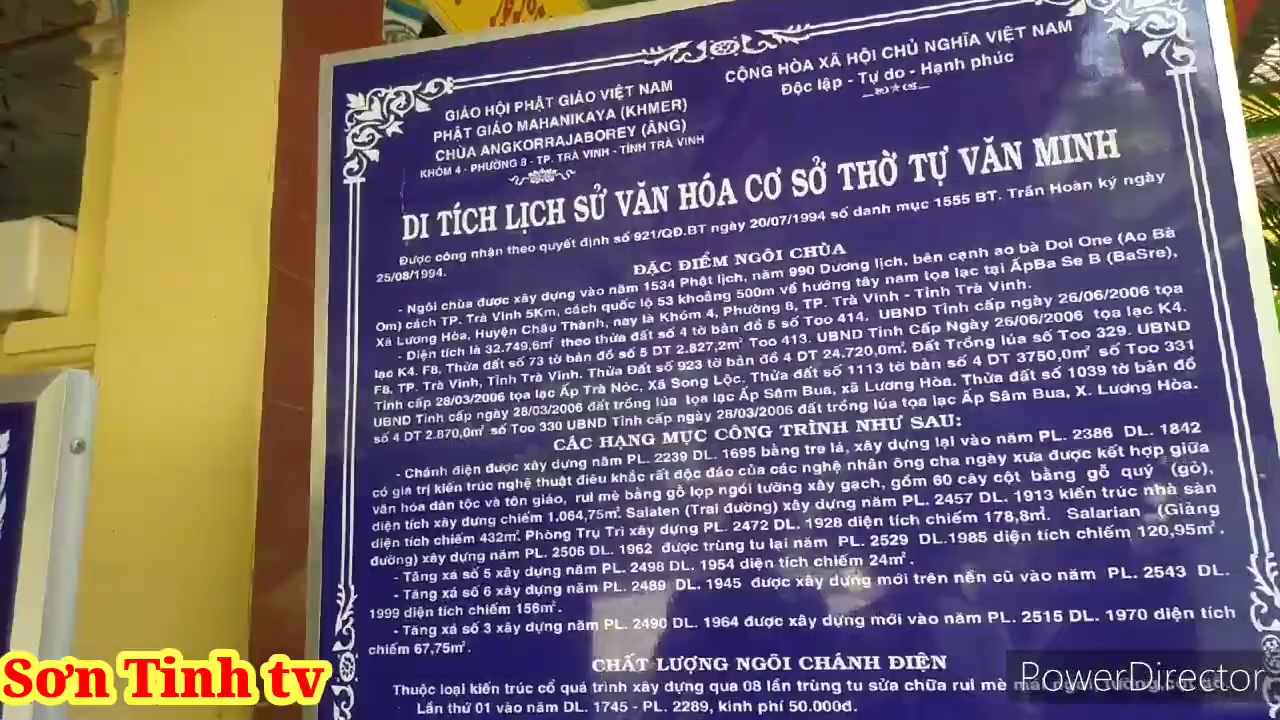 GIÁO HỘI PHẬT GIÁO VIỆT NAM
PHẬT GIÁO MAHANIKAYA (KHMER)
CHÙA ANGKORRAJABOREY (ÂNG)
KHÓM 4 - PHƯỜNG 8 - TP. TRÀ VINH - TỈNH TRÀ VINH
CỘNG HÒA XÃ HỘI CHỦ NGHĨA VIỆT NAM
Độc lập - Tự do - Hạnh phúc
DI TÍCH LỊCH SỬ VĂN HÓA CƠ SỞ THỜ TỰ VĂN MINH
Được công nhận theo quyết định số 921/QĐ.BT ngày 20/07/1994 số danh mục 1555 BT. Trần Hoàn ký ngày
25/08/1994.
ĐẶC ĐIỂM NGÔI CHÙA
- Ngôi chùa được xây dựng vào năm 1534 Phật lịch, năm 990 Dương lịch, bên cạnh ao bà Dol One (Ao Bà
Om) cách TP. Trà Vinh 5Km, cách quốc lộ 53 khoảng 500m về hướng tây nam tọa lạc tại ẤpBa Se B (BaSre),
Xã Lương Hòa, Huyện Châu Thành, nay là Khóm 4, Phường 8, TP. Trà Vinh - Tỉnh Trà Vinh.
- Diện tích là 32.749,6m² theo thửa đất số 4 tờ bản đồ 5 số Too 414. UBND Tỉnh cấp ngày 26/06/2006 tọa
lạc K4. F8. Thửa đất số 73 tờ bản đồ số 5 DT 2.827,2m² Too 413. UBND Tỉnh Cấp Ngày 26/06/2006 tọa lạc K4.
F8, TP. Trà Vinh, Tỉnh Trà Vinh. Thửa Đất số 923 tờ bản đồ 4 DT 24.720,0m². Đất Trồng lúa số Too 329. UBND
Tỉnh cấp 28/03/2006 tọa lạc Ấp Trà Nóc, Xã Song Lộc. Thửa đất số 1113 tờ bản số 4 DT 3750,0m² số Too 331
UBND Tỉnh cấp ngày 28/03/2006 đất trồng lúa tọa lạc Ấp Sâm Bua, xã Lương Hòa. Thửa đất số 1039 tờ bản đồ
số 4 DT 2.870,0m² số Too 330 UBND Tỉnh cấp ngày 28/03/2006 đất trồng lúa tọa lạc Ấp Sâm Bua, X. Lương Hòa.
CÁC HẠNG MỤC CÔNG TRÌNH NHƯ SAU:
- Chánh điện được xây dựng năm PL. 2239 DL. 1695 bằng tre lá, xây dựng lại vào năm PL. 2386 DL. 1842
có giá trị kiến trúc nghệ thuật điêu khắc rất độc đáo của các nghệ nhân ông cha ngày xưa được kết hợp giữa
văn hóa dân tộc và tôn giáo, rui mè bằng gỗ lợp ngói tường xây gạch, gồm 60 cây cột bằng gỗ quý (gỏ),
diện tích xây dựng chiếm 1.064,75m². Salaten (Trai đường) xây dựng năm PL. 2457 DL. 1913 kiến trúc nhà sàn
diện tích chiếm 432m². Phòng Trụ Trì xây dựng PL. 2472 DL. 1928 diện tích chiếm 178,8m². Salarian (Giảng
đường) xây dựng năm PL. 2506 DL. 1962 được trùng tu lại năm PL. 2529 DL.1985 diện tích chiếm 120,95m².
- Tăng xá số 5 xây dựng năm PL. 2498 DL. 1954 diện tích chiếm 24m².
- Tăng xá số 6 xây dựng năm PL. 2489 DL. 1945 được xây dựng mới trên nền cũ vào năm PL. 2543 DL.
1999 diện tích chiếm 156m².
- Tăng xá số 3 xây dựng năm PL. 2490 DL. 1964 được xây dựng mới vào năm PL. 2515 DL. 1970 diện tích
chiếm 67,75m².
CHẤT LƯỢNG NGÔI CHÁNH ĐIỆN
Thuộc loại kiến trúc cổ quá trình xây dựng qua 08 lần trùng tu sửa chữa rui mè
Lần thứ 01 vào năm DL. 1745 - PL. 2289, kinh phí 50.000đ.
Sơn Tinh tv
PowerDirector